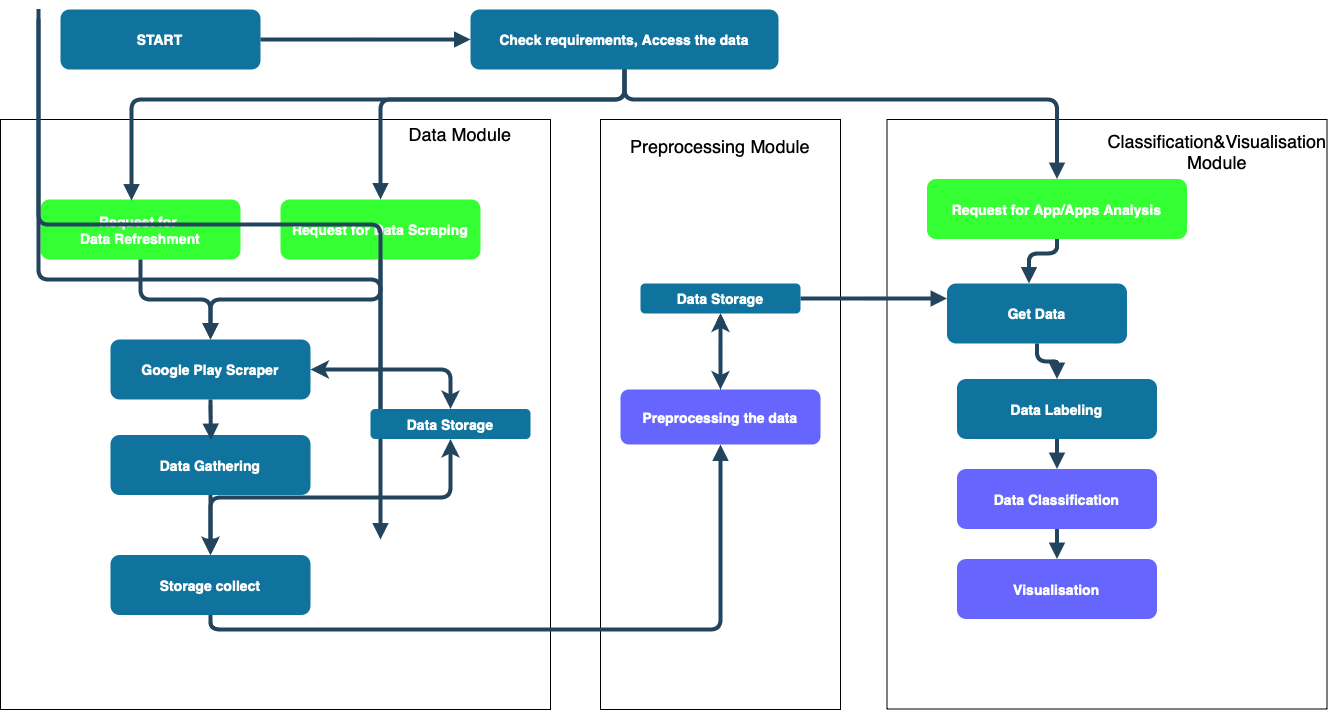 START
Check requirements, Access the data
Data Module
Preprocessing Module
Classification&Visualisation
Module
Request for
Data Refreshment
Request for Data Scraping
Request for App/Apps Analysis
Data Storage
Get Data
Google Play Scraper
Data Storage
Preprocessing the data
Data Labeling
Data Gathering
Data Classification
Storage collect
Visualisation